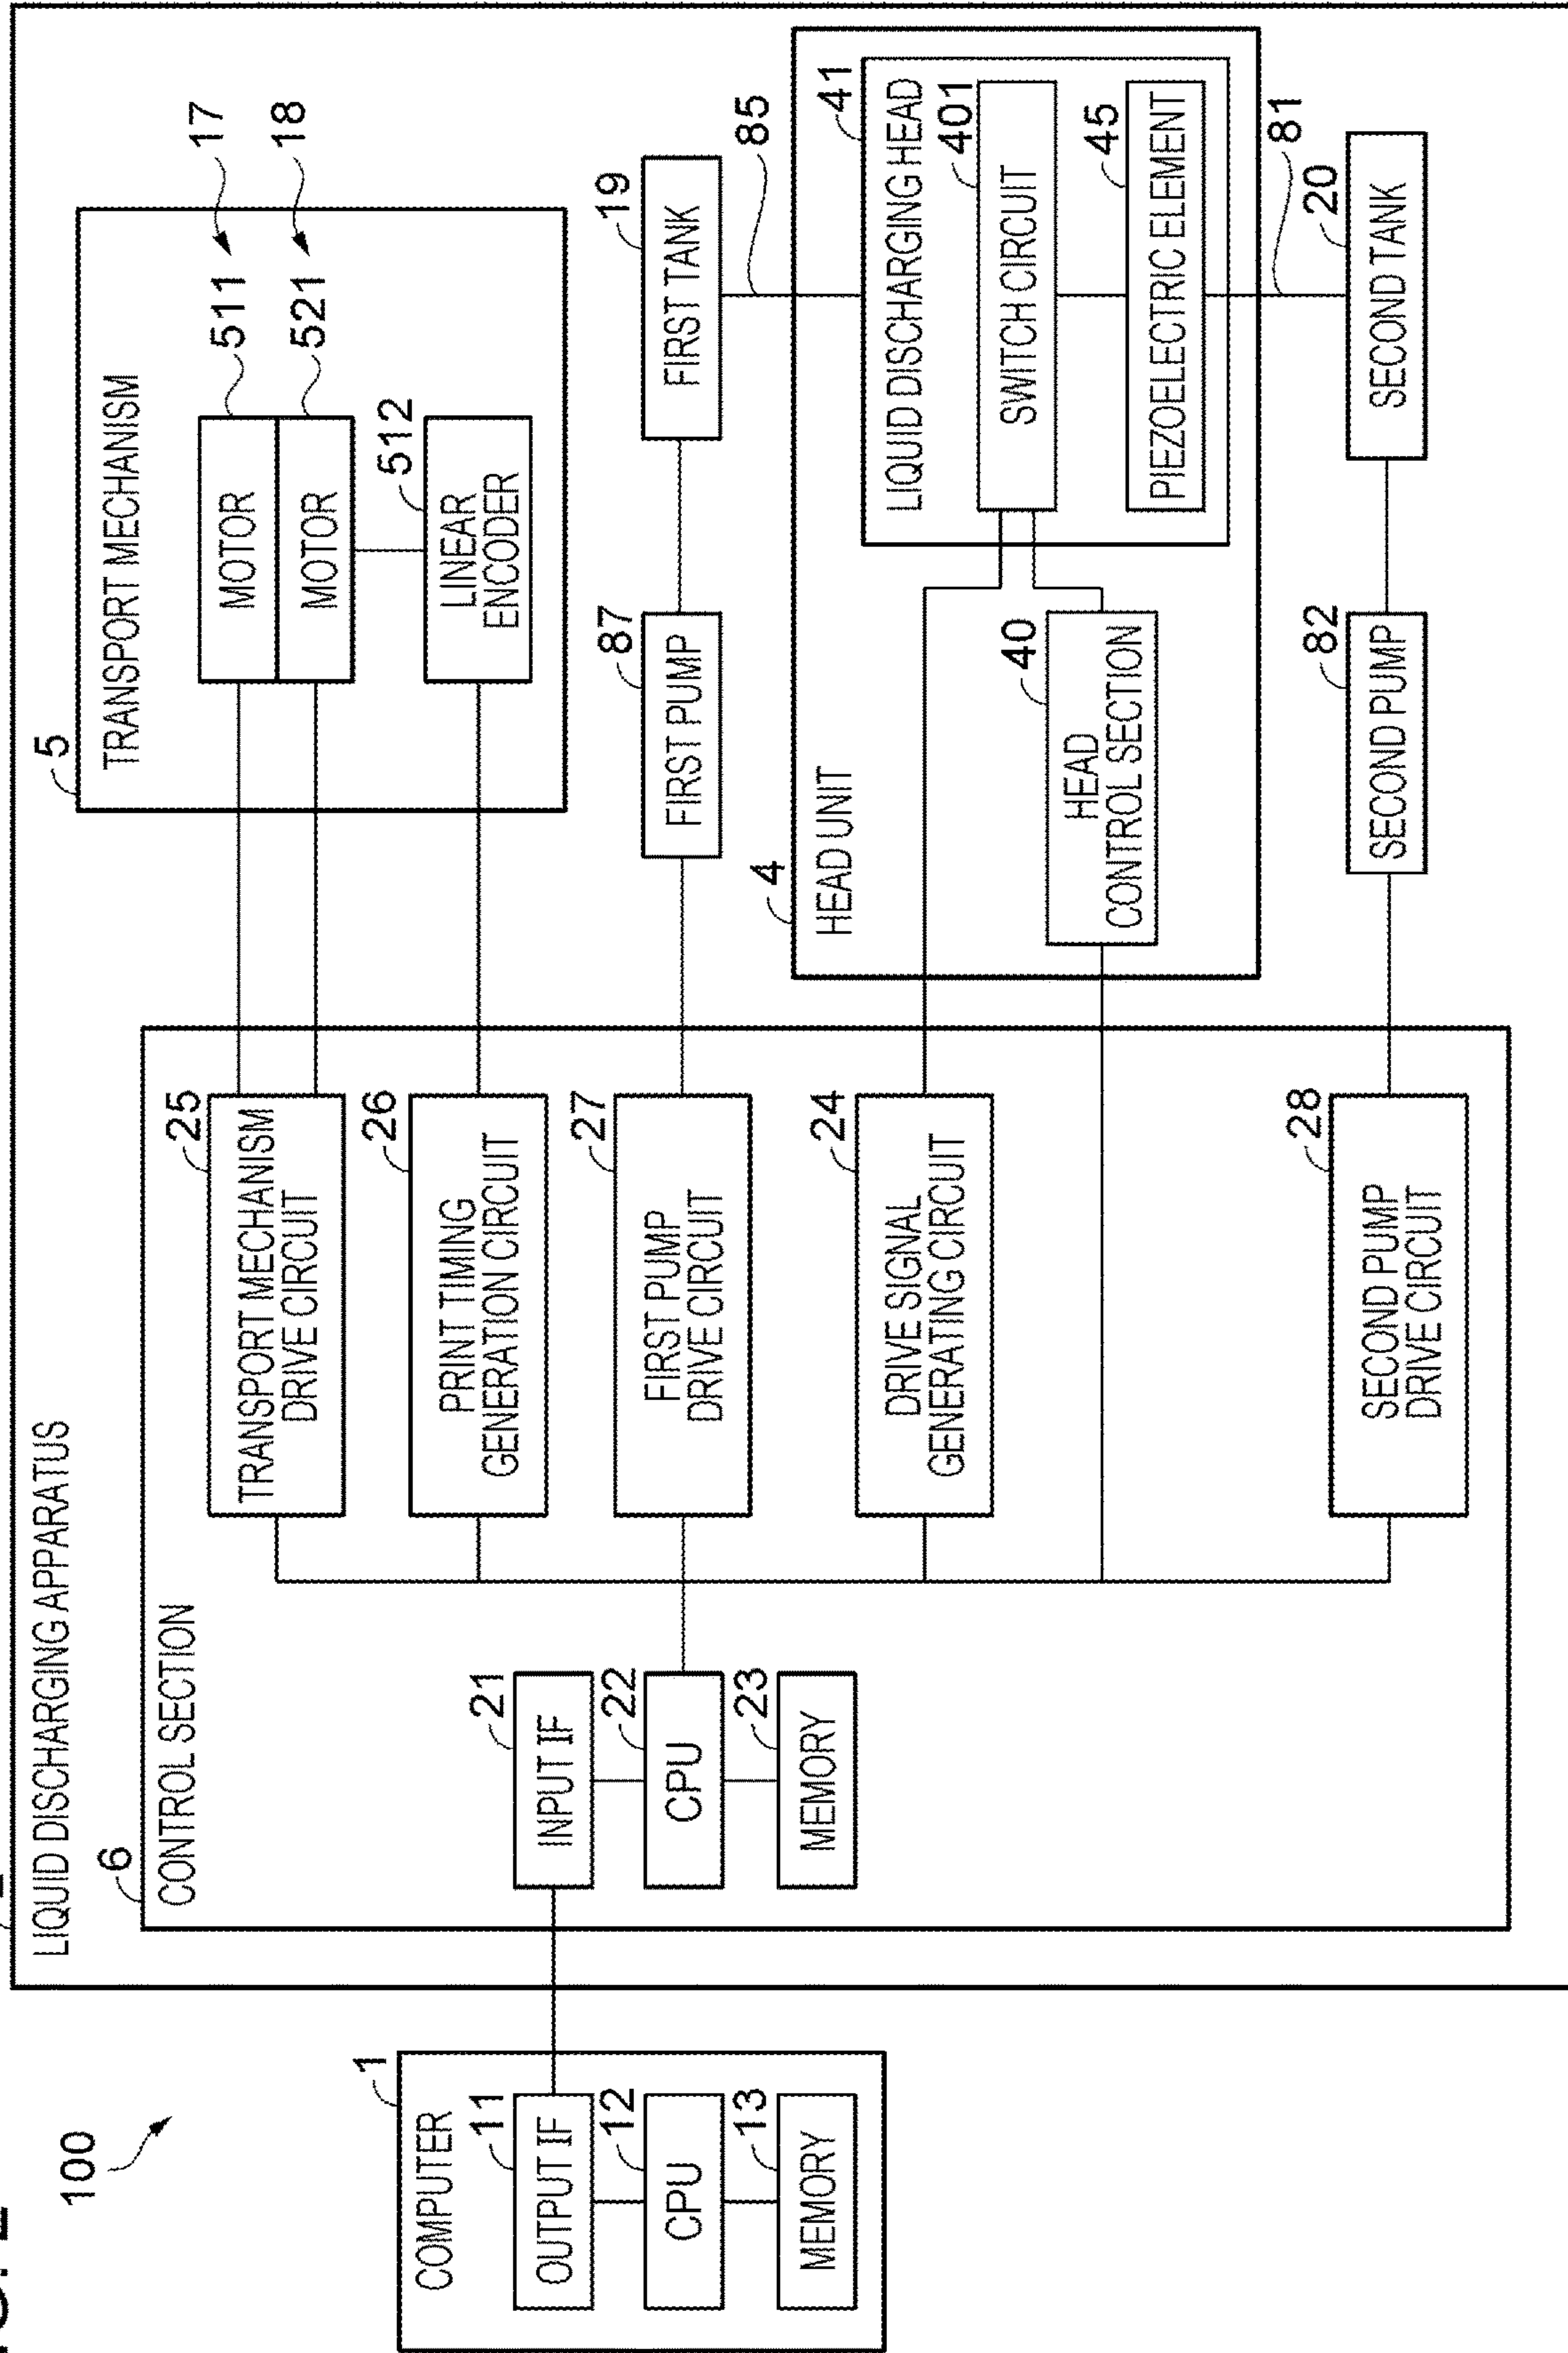 100
1
COMPUTER
11
OUTPUT IF
12
CPU
13
MEMORY
LIQUID DISCHARGING APPARATUS
6
CONTROL SECTION
21
INPUT IF
22
CPU
23
MEMORY
25
TRANSPORT MECHANISM
DRIVE CIRCUIT
26
PRINT TIMING
GENERATION CIRCUIT
27
FIRST PUMP
DRIVE CIRCUIT
24
DRIVE SIGNAL
GENERATING CIRCUIT
28
SECOND PUMP
DRIVE CIRCUIT
5
TRANSPORT MECHANISM
MOTOR
511
17
MOTOR
521
18
512
LINEAR
ENCODER
87
FIRST PUMP
19
FIRST TANK
85
4
HEAD UNIT
40
HEAD
CONTROL SECTION
41
LIQUID DISCHARGING HEAD
401
SWITCH CIRCUIT
45
PIEZOELECTRIC ELEMENT
81
82
SECOND PUMP
20
SECOND TANK